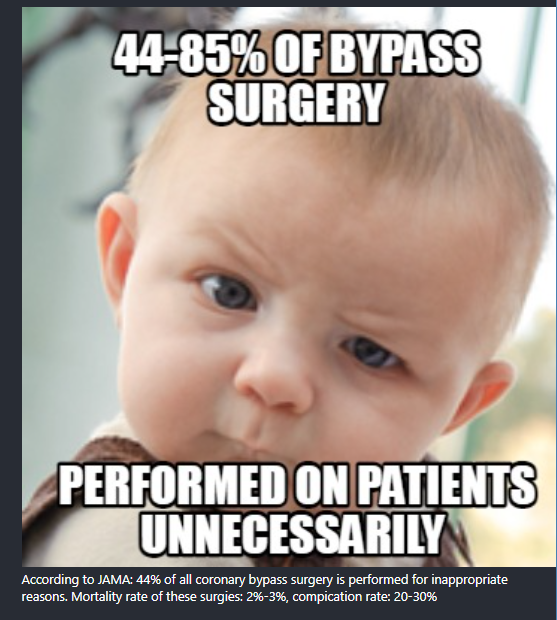 44-85% OF BYPASS
SURGERY
PERFORMED ON PATIENTS
UNNECESSARILY
According to JAMA: 44% of all coronary bypass surgery is performed for inappropriate
reasons. Mortality rate of these surgies: 2%-3%, compication rate: 20-30%